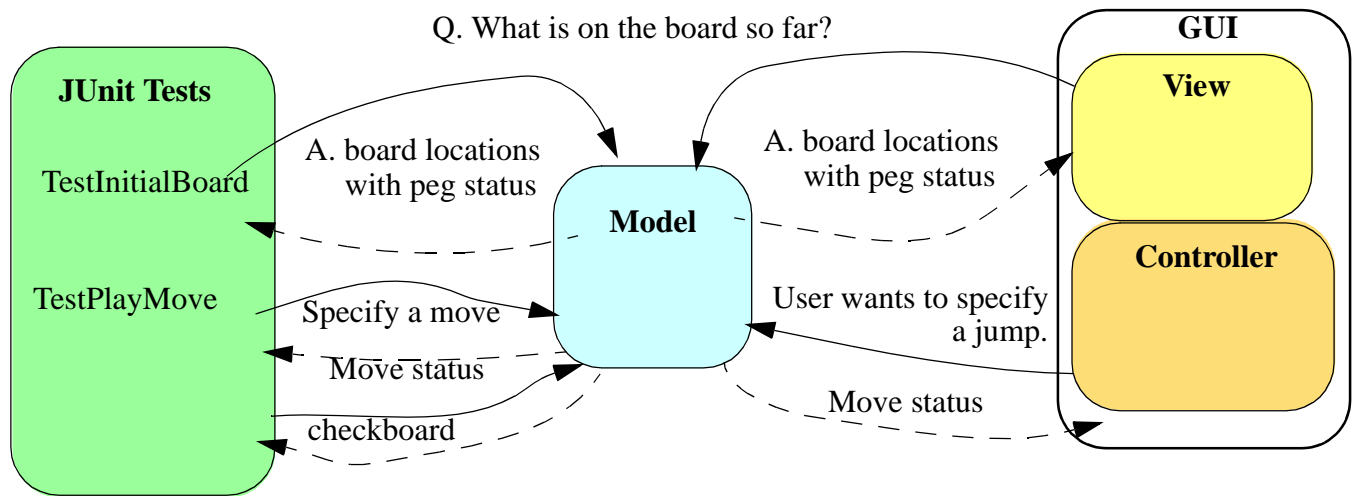 Q. What is on the board so far?
GUI
JUnit Tests
View
A. board locations
with peg status
A. board locations
with peg status
TestInitialBoard
Model
Controller
TestPlayMove
Specify a move
User wants to specify
a jump.
Move status
Move status
checkboard